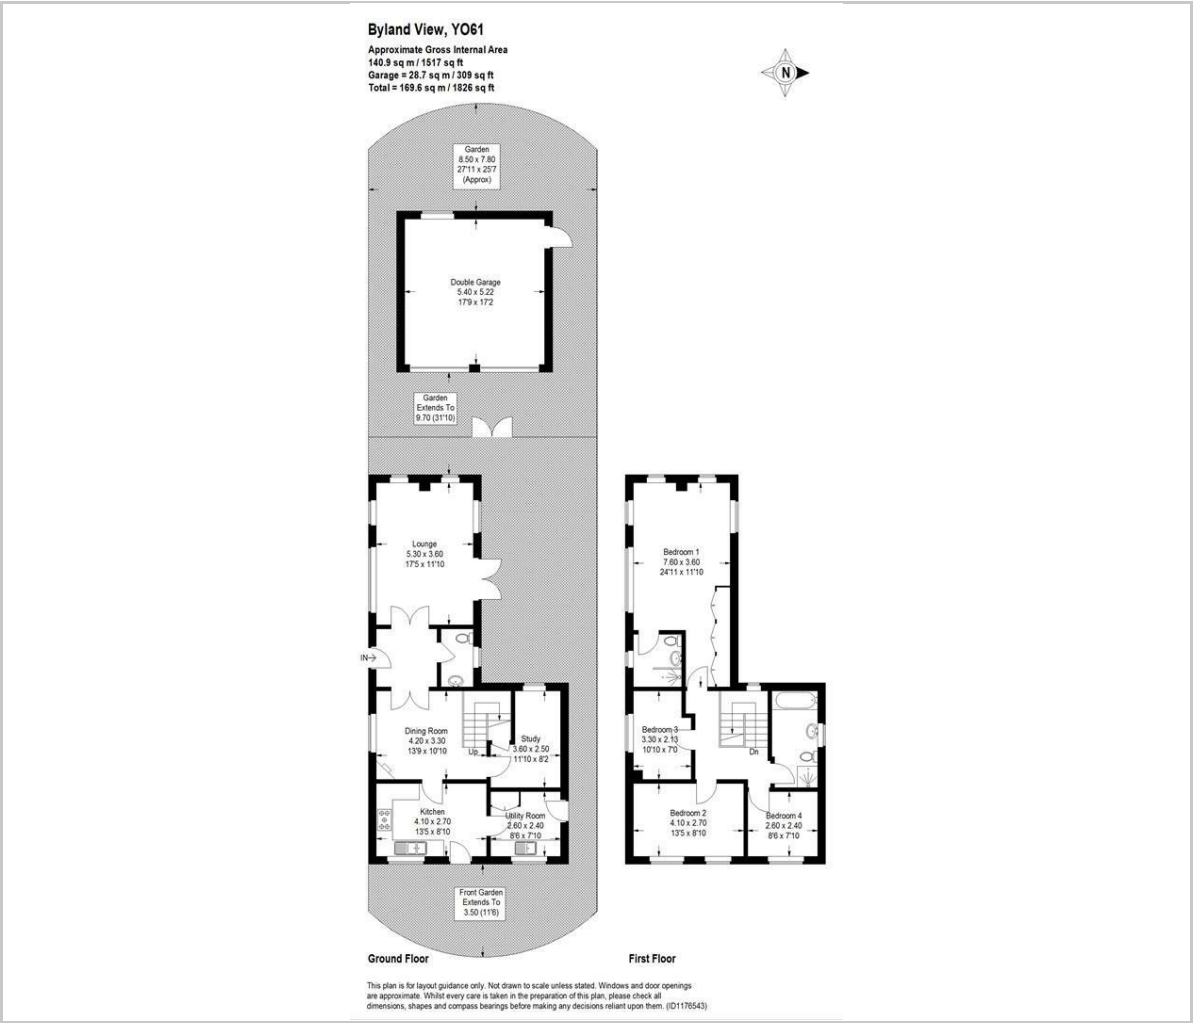 Byland View, YO61
Approximate Gross Internal Area
140.9 sq m / 1517 sq ft
Garage = 28.7 sq m / 309 sq ft
Total = 169.6 sq m / 1826 sq ft
N
Garden
8.50 x 7.80
27'11 x 25'7
(Approx)
Double Garage
5.40 x 5.22
17'9 x 17'2
Garden
Extends To
9.70 (31'10)
Lounge
5.30 x 3.60
17'5 x 11'10
IN
Dining Room
4.20 x 3.30
13'9 x 10'10
Up
Study
3.60 x 2.50
11'10 x 8'2
Kitchen
4.10 x 2.70
13'5 x 8'10
Utility Room
2.60 x 2.40
8'6 x 7'10
Front Garden
Extends To
3.50 (11'6)
Ground Floor
Bedroom 1
7.60 x 3.60
24'11 x 11'10
Bedroom 3
3.30 x 2.13
10'10 x 7'0
Dn
Bedroom 2
4.10 x 2.70
13'5 x 8'10
Bedroom 4
2.60 x 2.40
8'6 x 7'10
First Floor
This plan is for layout guidance only. Not drawn to scale unless stated. Windows and door openings
are approximate. Whilst every care is taken in the preparation of this plan, please check all
dimensions, shapes and compass bearings before making any decisions reliant upon them. (ID1176543)